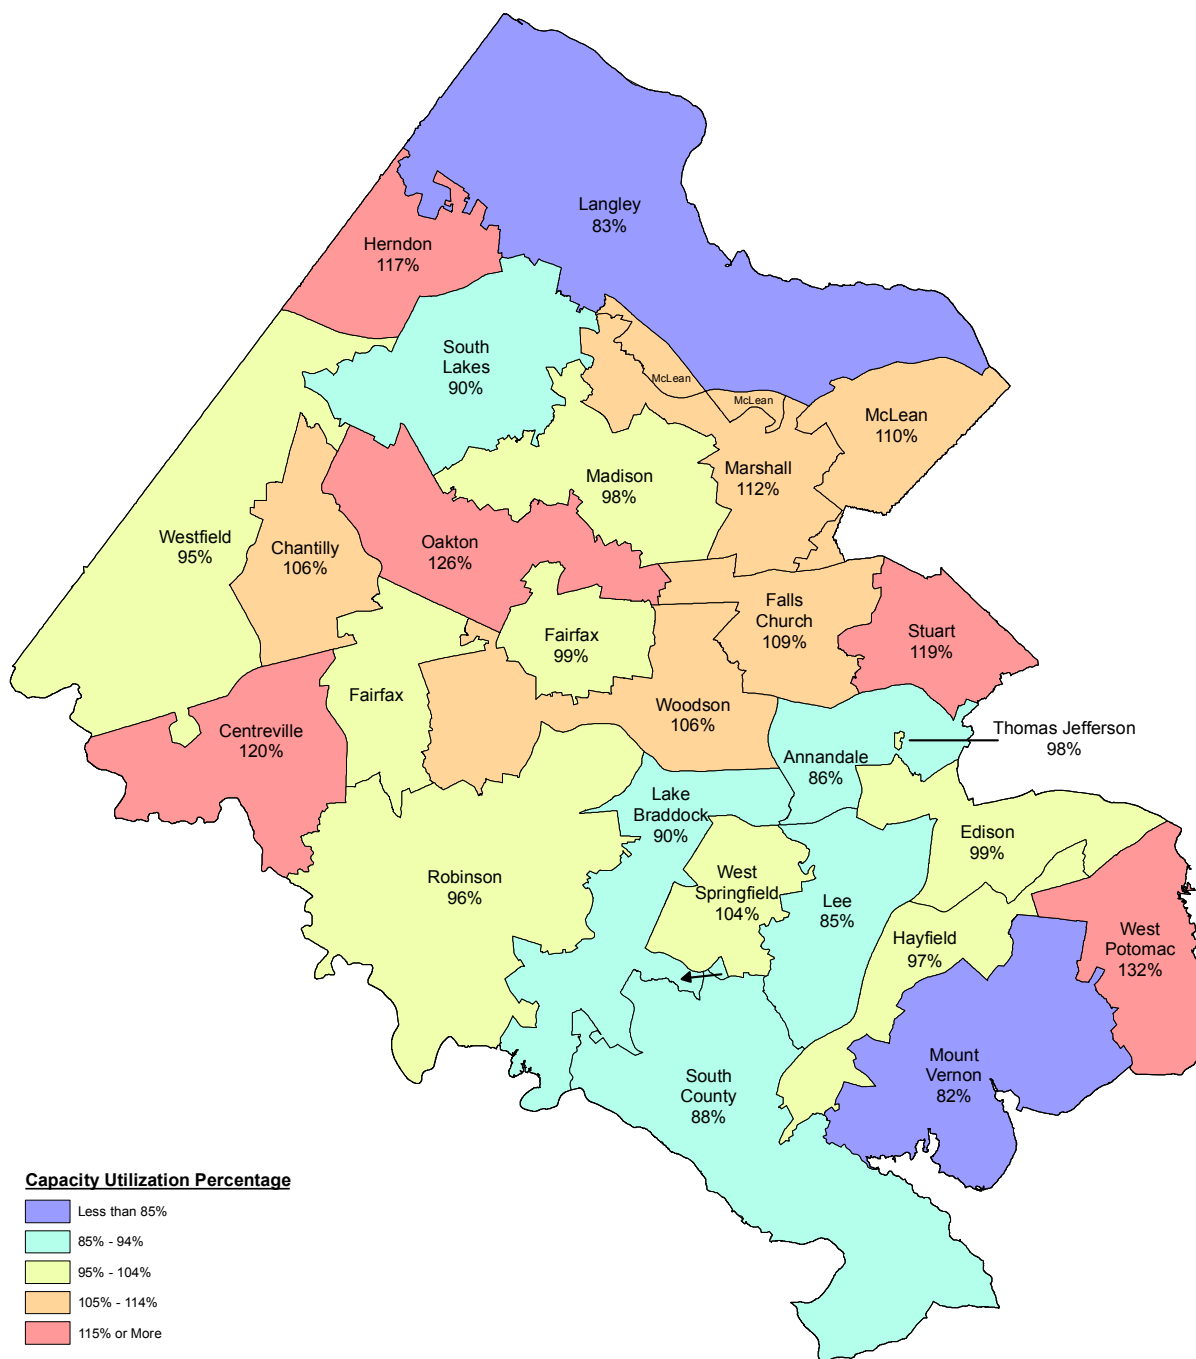 Langley
83%
Herndon
117%
South
Lakes
90%
McLean
McLean
McLean
110%
Marshall
112%
Madison
98%
Westfield
95%
Chantilly
106%
Oakton
126%
Falls
Church
109%
Fairfax
99%
Stuart
119%
Fairfax
Woodson
106%
Centreville
120%
Thomas Jefferson
98%
Annandale
86%
Lake
Braddock
90%
Edison
99%
West
Springfield
104%
Robinson
96%
Lee
85%
Hayfield
97%
West
Potomac
132%
Mount
Vernon
82%
South
County
88%
Capacity Utilization Percentage
Less than 85%
85% - 94%
95% - 104%
105% - 114%
115% or More